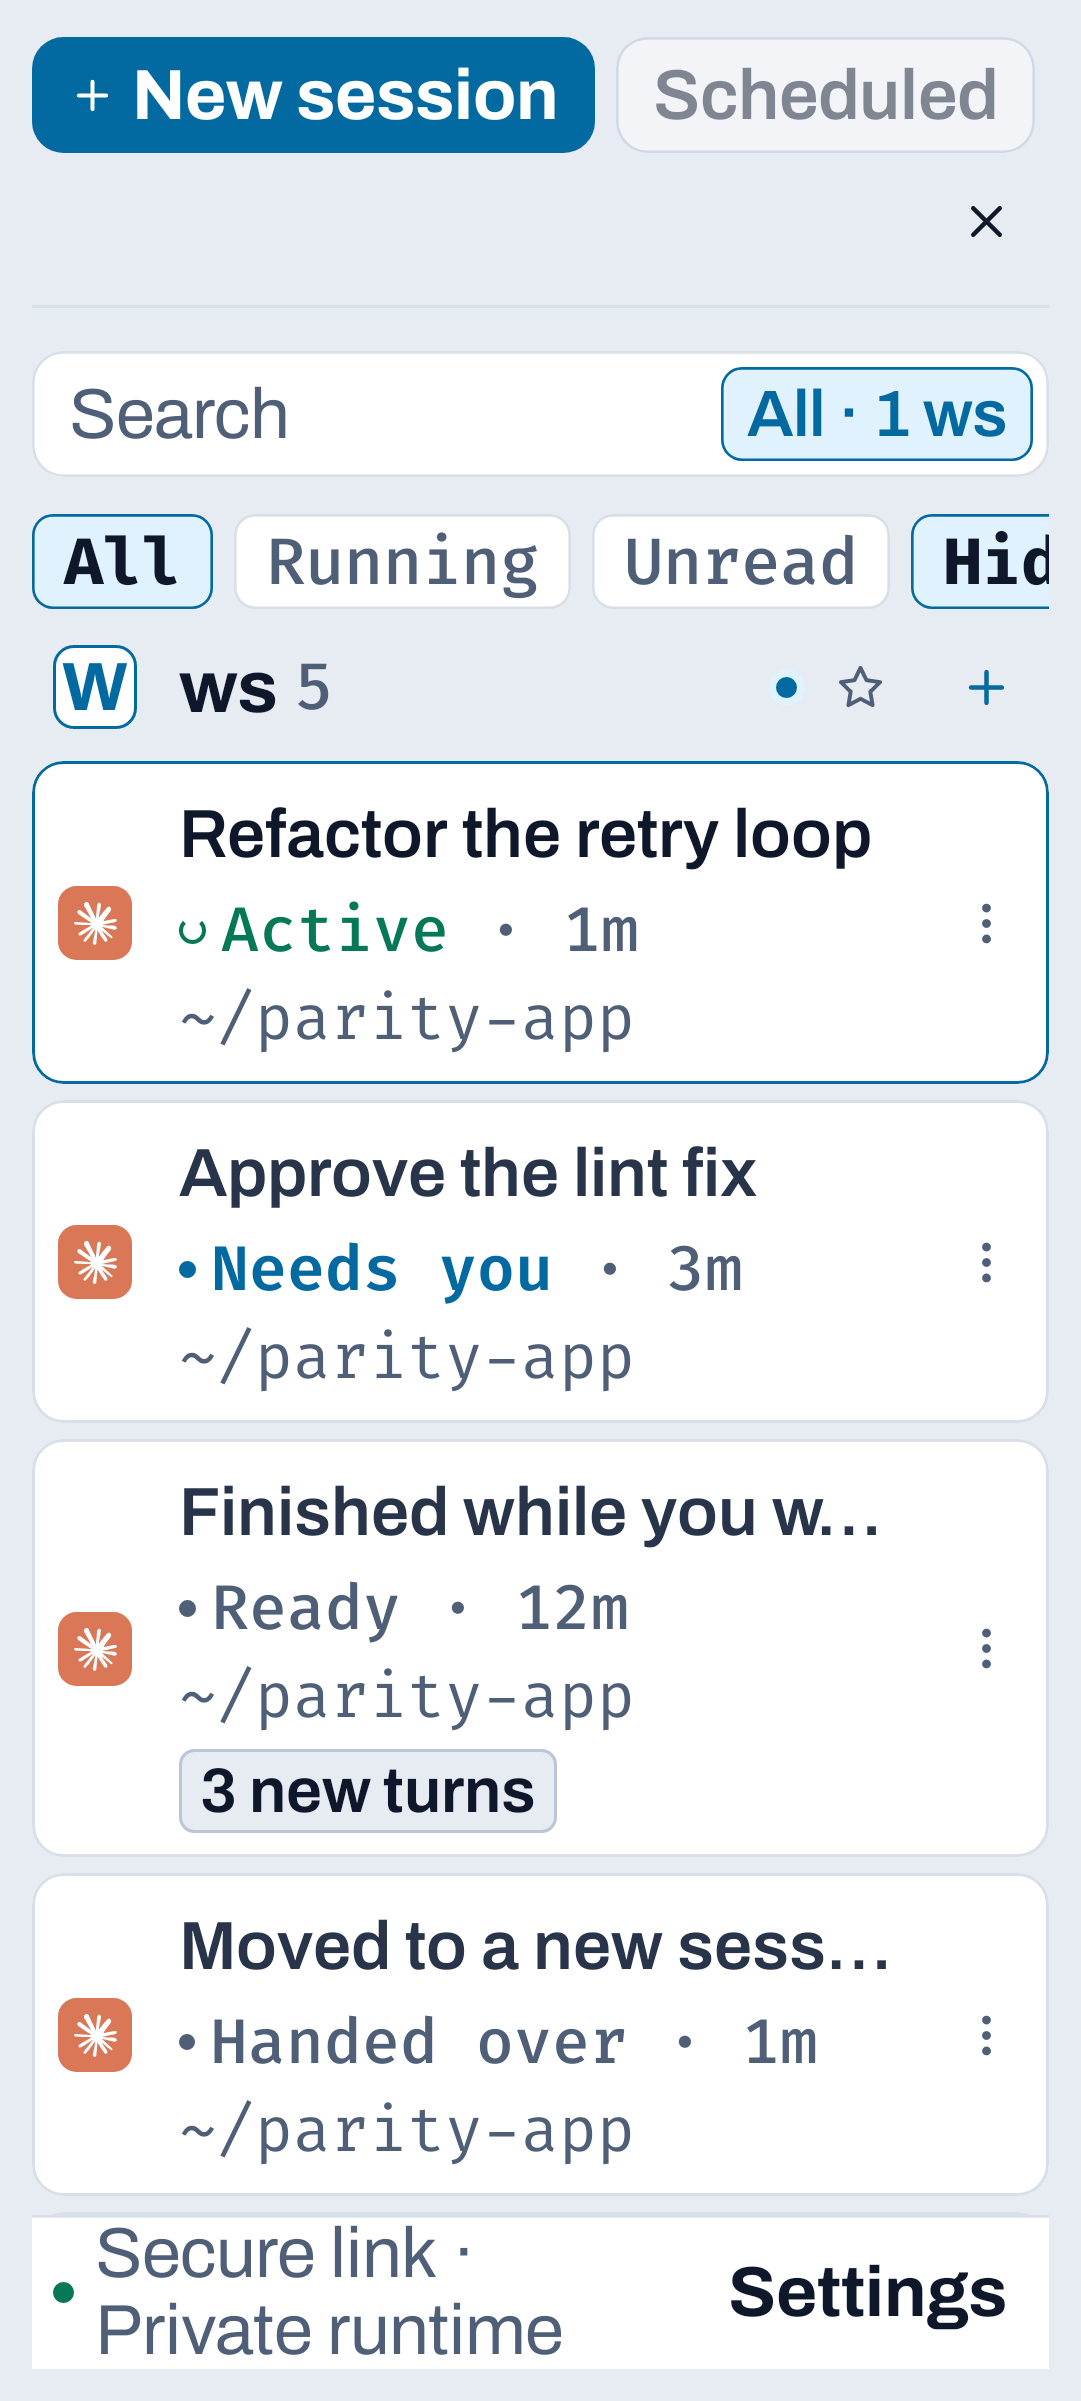 + New session
Scheduled
Search
All · 1 ws
All
Running
Unread
Hid
W
ws 5
Refactor the retry loop
Active · 1m
~/parity-app
Approve the lint fix
• Needs you · 3m
~/parity-app
Finished while you w...
• Ready · 12m
~/parity-app
3 new turns
Moved to a new sess...
• Handed over · 1m
~/parity-app
Secure link ·
Private runtime
Settings